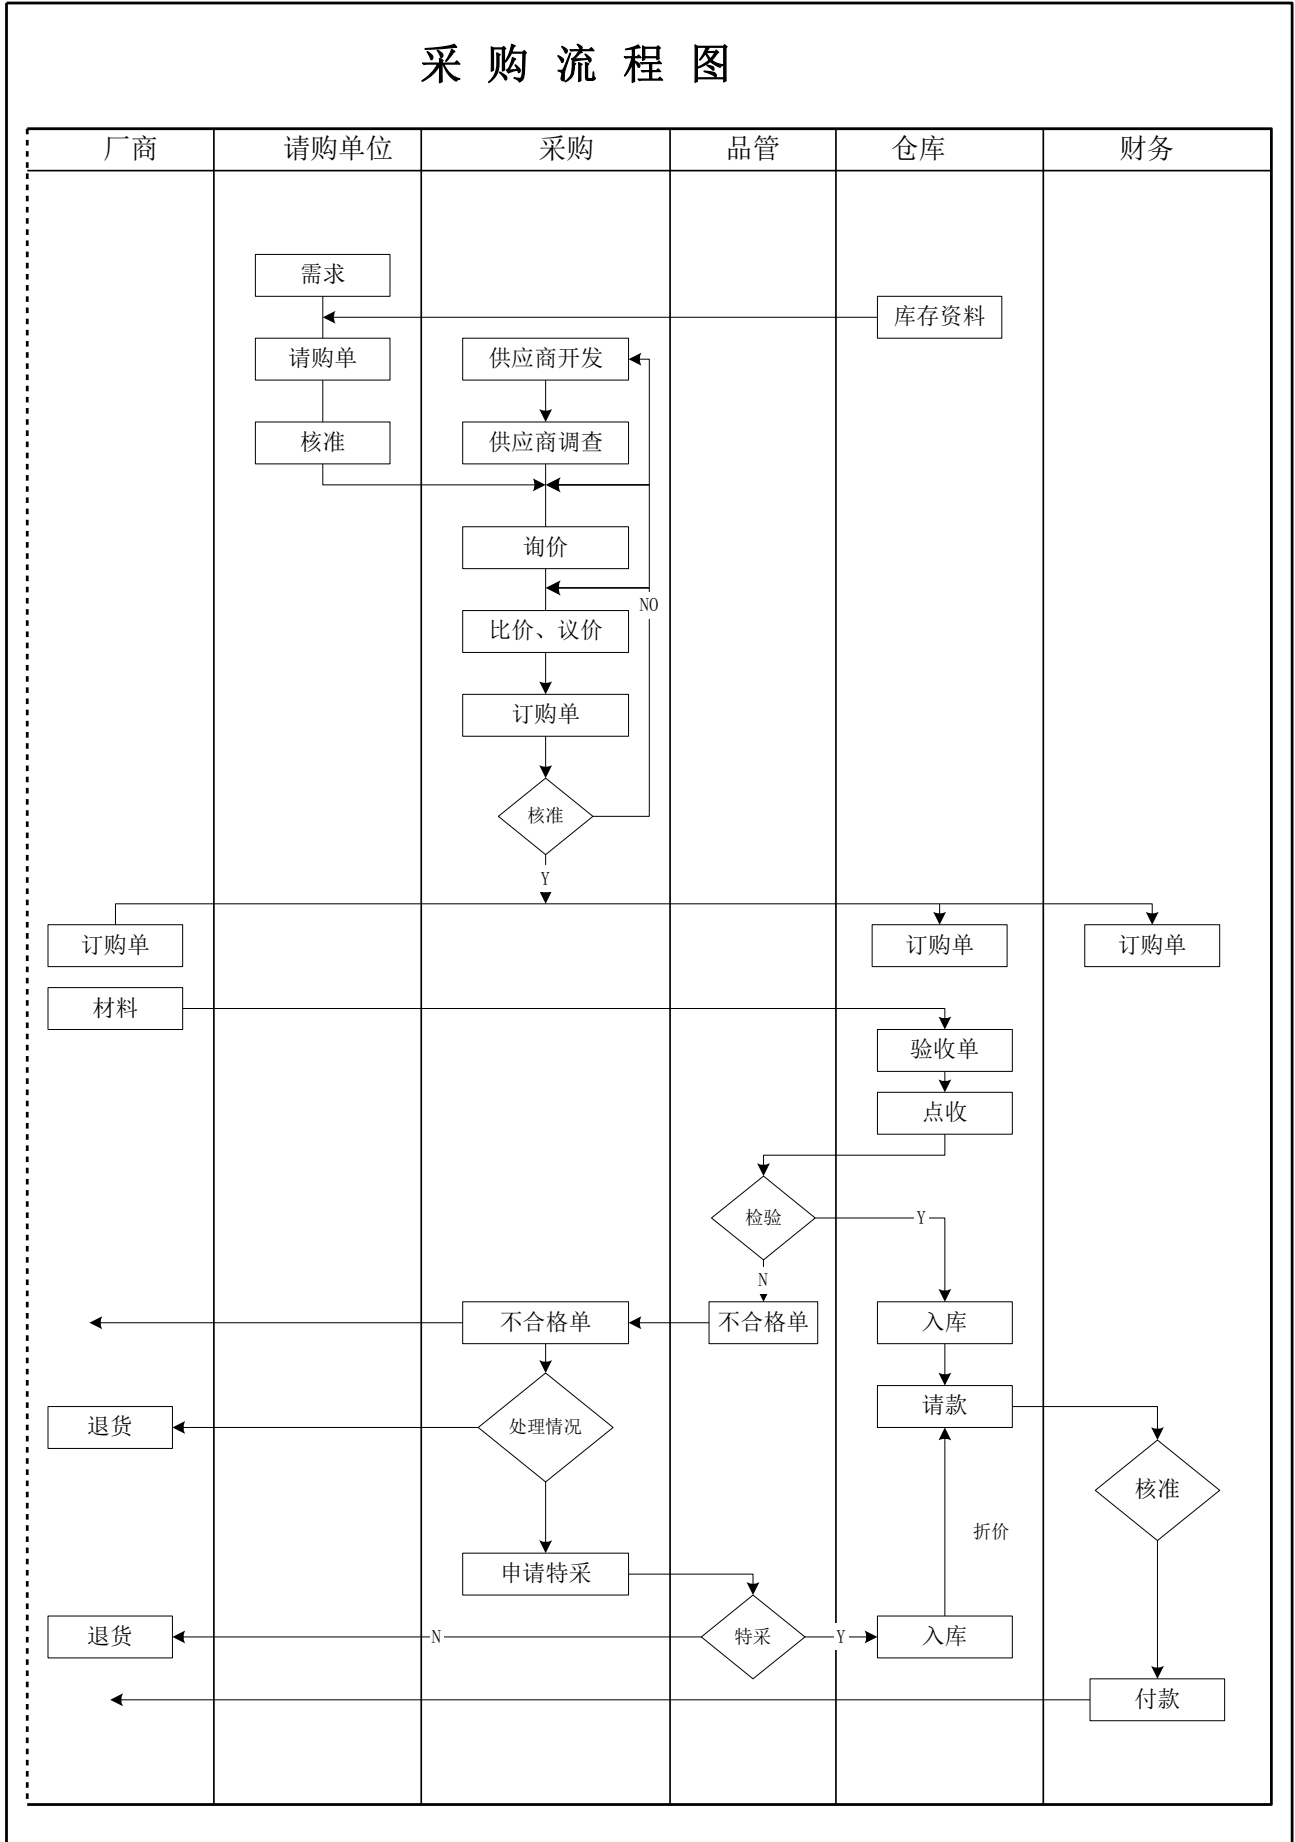 采购流程图
厂商 请购单位 采购 品管 仓库 财务
需求
库存资料
请购单 供应商开发
核准 供应商调查
询价
NO
比价、议价
订购单
核准
Y
订购单 订购单 订购单
材料
验收单
点收
检验 Y
N
不合格单 不合格单 入库
请款
退货 处理情况
核准
折价
申请特采
退货 N 特采 Y 入库
付款